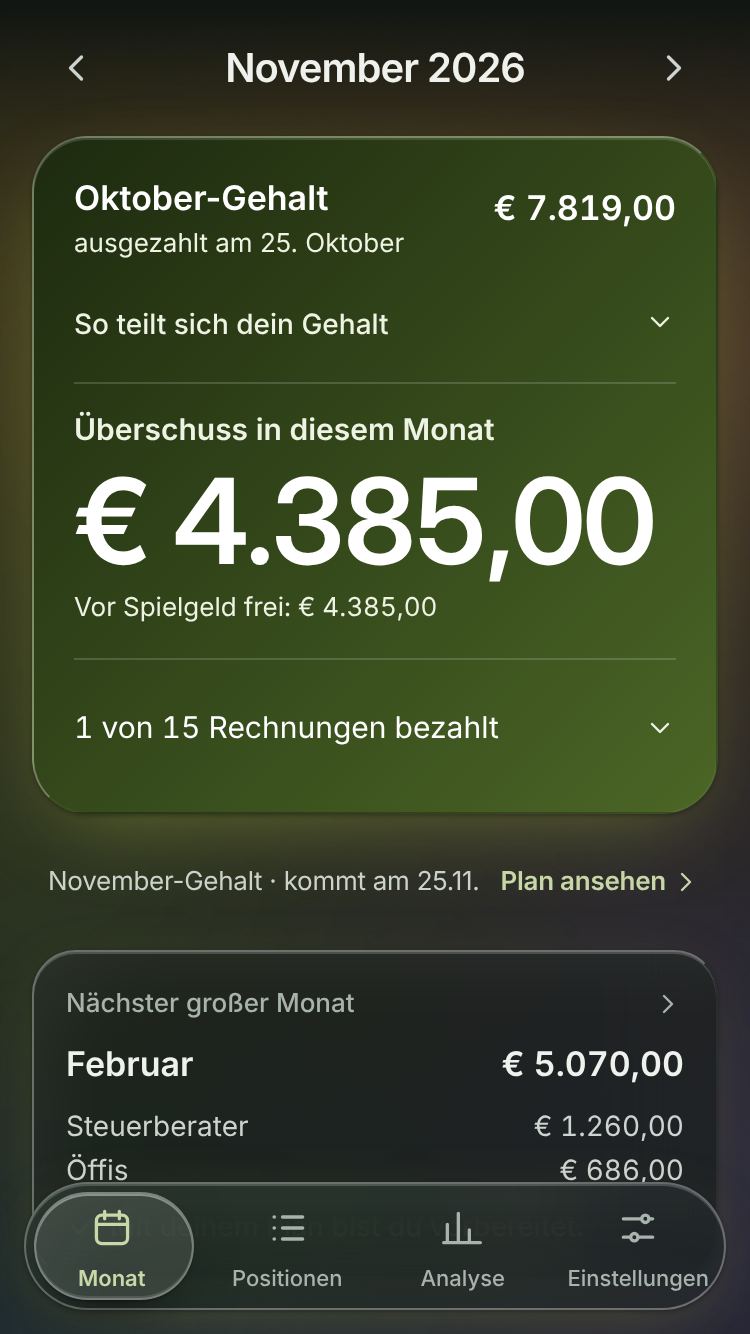 November 2026
Oktober-Gehalt
€ 7.819,00
ausgezahlt am 25. Oktober
So teilt sich dein Gehalt
Überschuss in diesem Monat
€ 4.385,00
Vor Spielgeld frei: € 4.385,00
1 von 15 Rechnungen bezahlt
November-Gehalt · kommt am 25.11. Plan ansehen
Nächster großer Monat
Februar € 5.070,00
Steuerberater € 1.260,00
Öffis € 686,00
bist du vorbereitet.
Monat Positionen Analyse Einstellungen